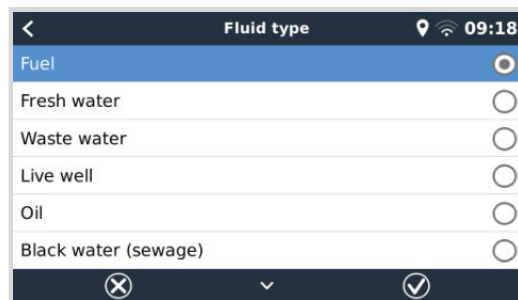 Fluid type 09:18
Fuel
Fresh water
Waste water
Live well
Oil
Black water (sewage)